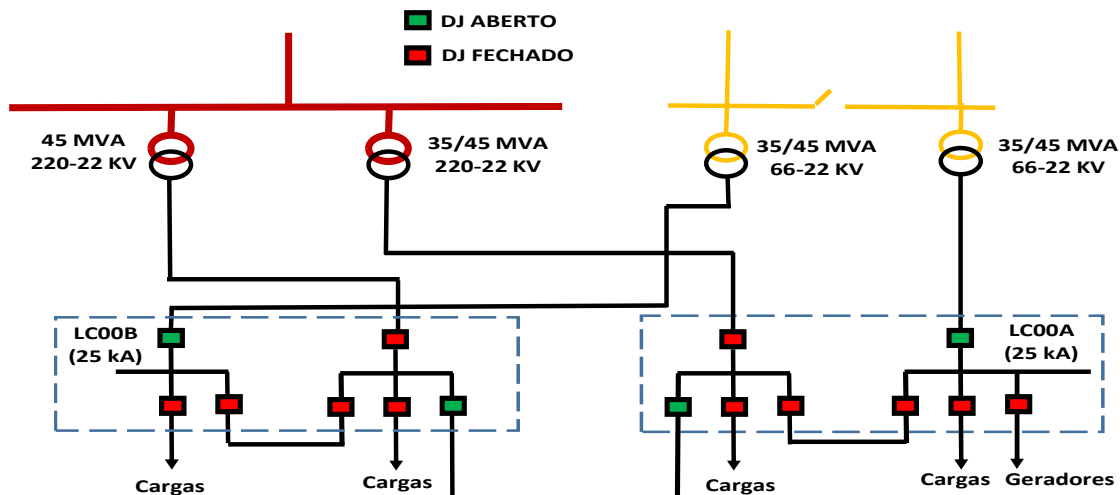 DJ ABERTO
DJ FECHADO
45 MVA
220-22 KV
35/45 MVA
220-22 KV
35/45 MVA
66-22 KV
35/45 MVA
66-22 KV
LC00B
(25 kA)
LC00A
(25 kA)
Cargas
Cargas
Cargas
Cargas
Geradores